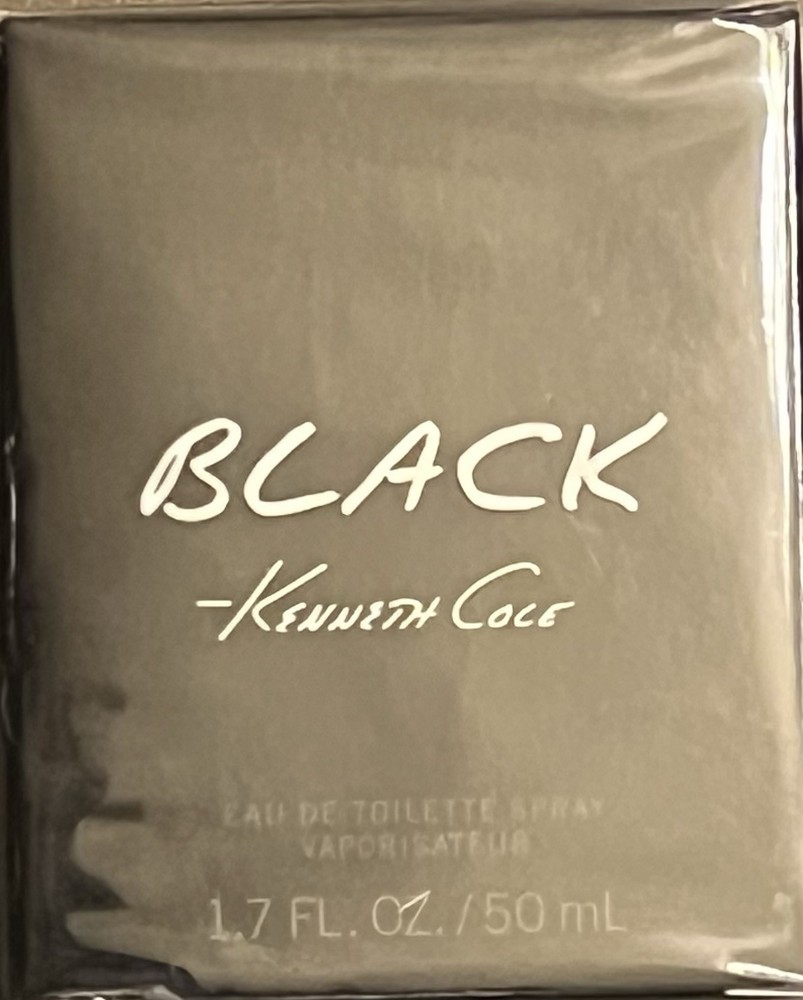 BLACK
-KENNETH COLE
EAU DE TOILETTE SPRAY
VAPORISATEUR
1.7 FL. OZ. / 50 mL